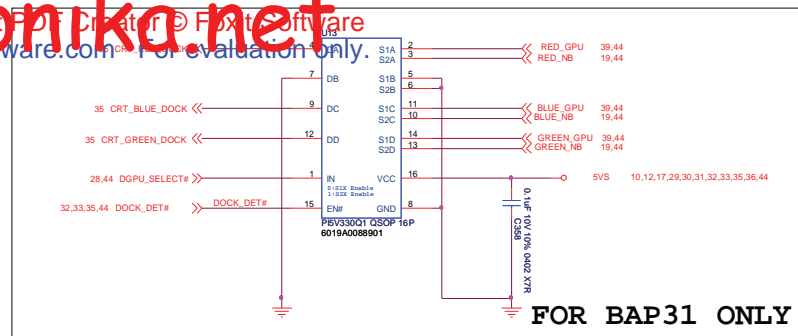 onika.net
PDF Creator © Foxit Software
ware.com For evaluation only.
U13
4 DA S1A 2 RED_GPU 39,44
S2A 3 RED_NB 19,44
7 DB S1B 5
S2B 6
35 CRT_BLUE_DOCK 9 DC S1C 11 BLUE_GPU 39,44
S2C 10 BLUE_NB 19,44
35 CRT_GREEN_DOCK 12 DD S1D 14 GREEN_GPU 39,44
S2D 13 GREEN_NB 19,44
28,44 DGPU_SELECT# 1 IN VCC 16 5VS 10,12,17,29,30,31,32,33,35,36,44
0:S1X Enable
1:S2X Enable
32,33,35,44 DOCK_DET# DOCK_DET# 15 EN# GND 8
PI5V330Q1 QSOP 16P
6019A0088901
0.1uF 10V 10% 0402 X7R
C358
FOR BAP31 ONLY